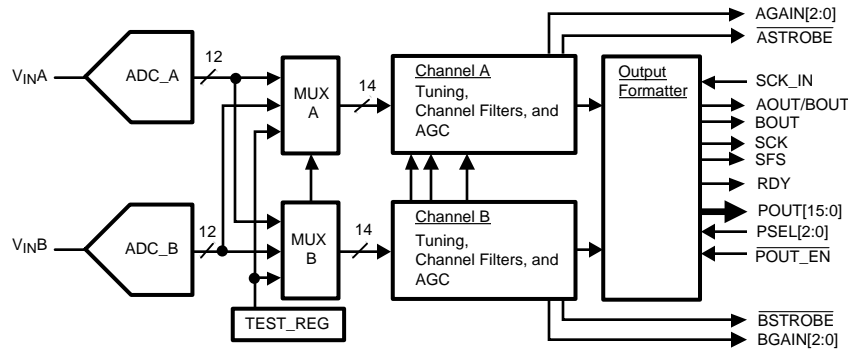 AGAIN[2:0]
ASTROBE
VINA
ADC_A
12
MUX
A
14
Channel A
Tuning,
Channel Filters, and
AGC
Output
Formatter
SCK_IN
AOUT/BOUT
BOUT
SCK
SFS
RDY
POUT[15:0]
PSEL[2:0]
POUT_EN
VINB
ADC_B
12
MUX
B
14
Channel B
Tuning,
Channel Filters, and
AGC
TEST_REG
BSTROBE
BGAIN[2:0]